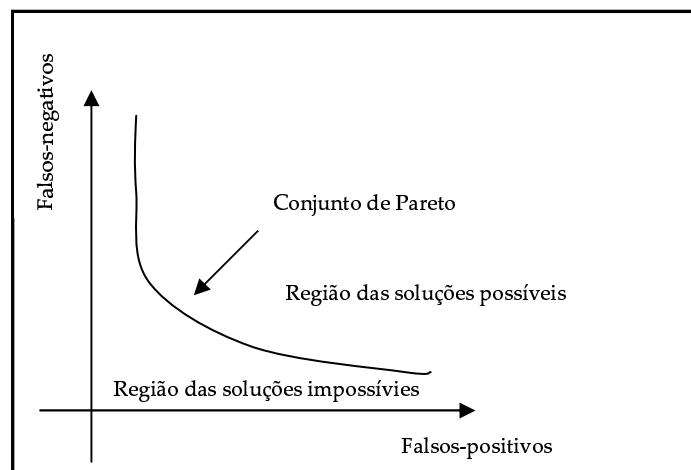 Falsos-negativos
Conjunto de Pareto
Região das soluções possíveis
Região das soluções impossívies
Falsos-positivos